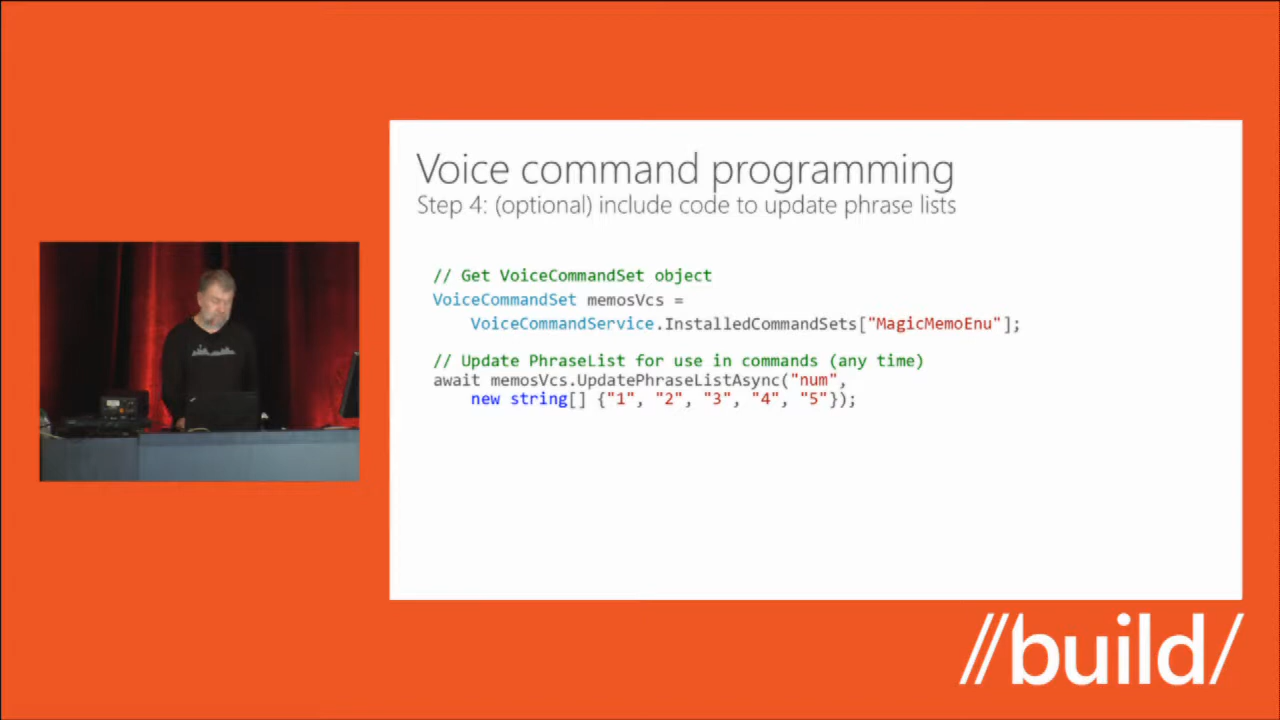 Voice command programming
Step 4: (optional) include code to update phrase lists
// Get VoiceCommandSet object
VoiceCommandSet memosVcs =
VoiceCommandService.InstalledCommandSets["MagicMemoEnu"];
// Update PhraseList for use in commands (any time)
await memosVcs.UpdatePhraseListAsync("num",
new string[] {"1", "2", "3", "4", "5"});
//build/